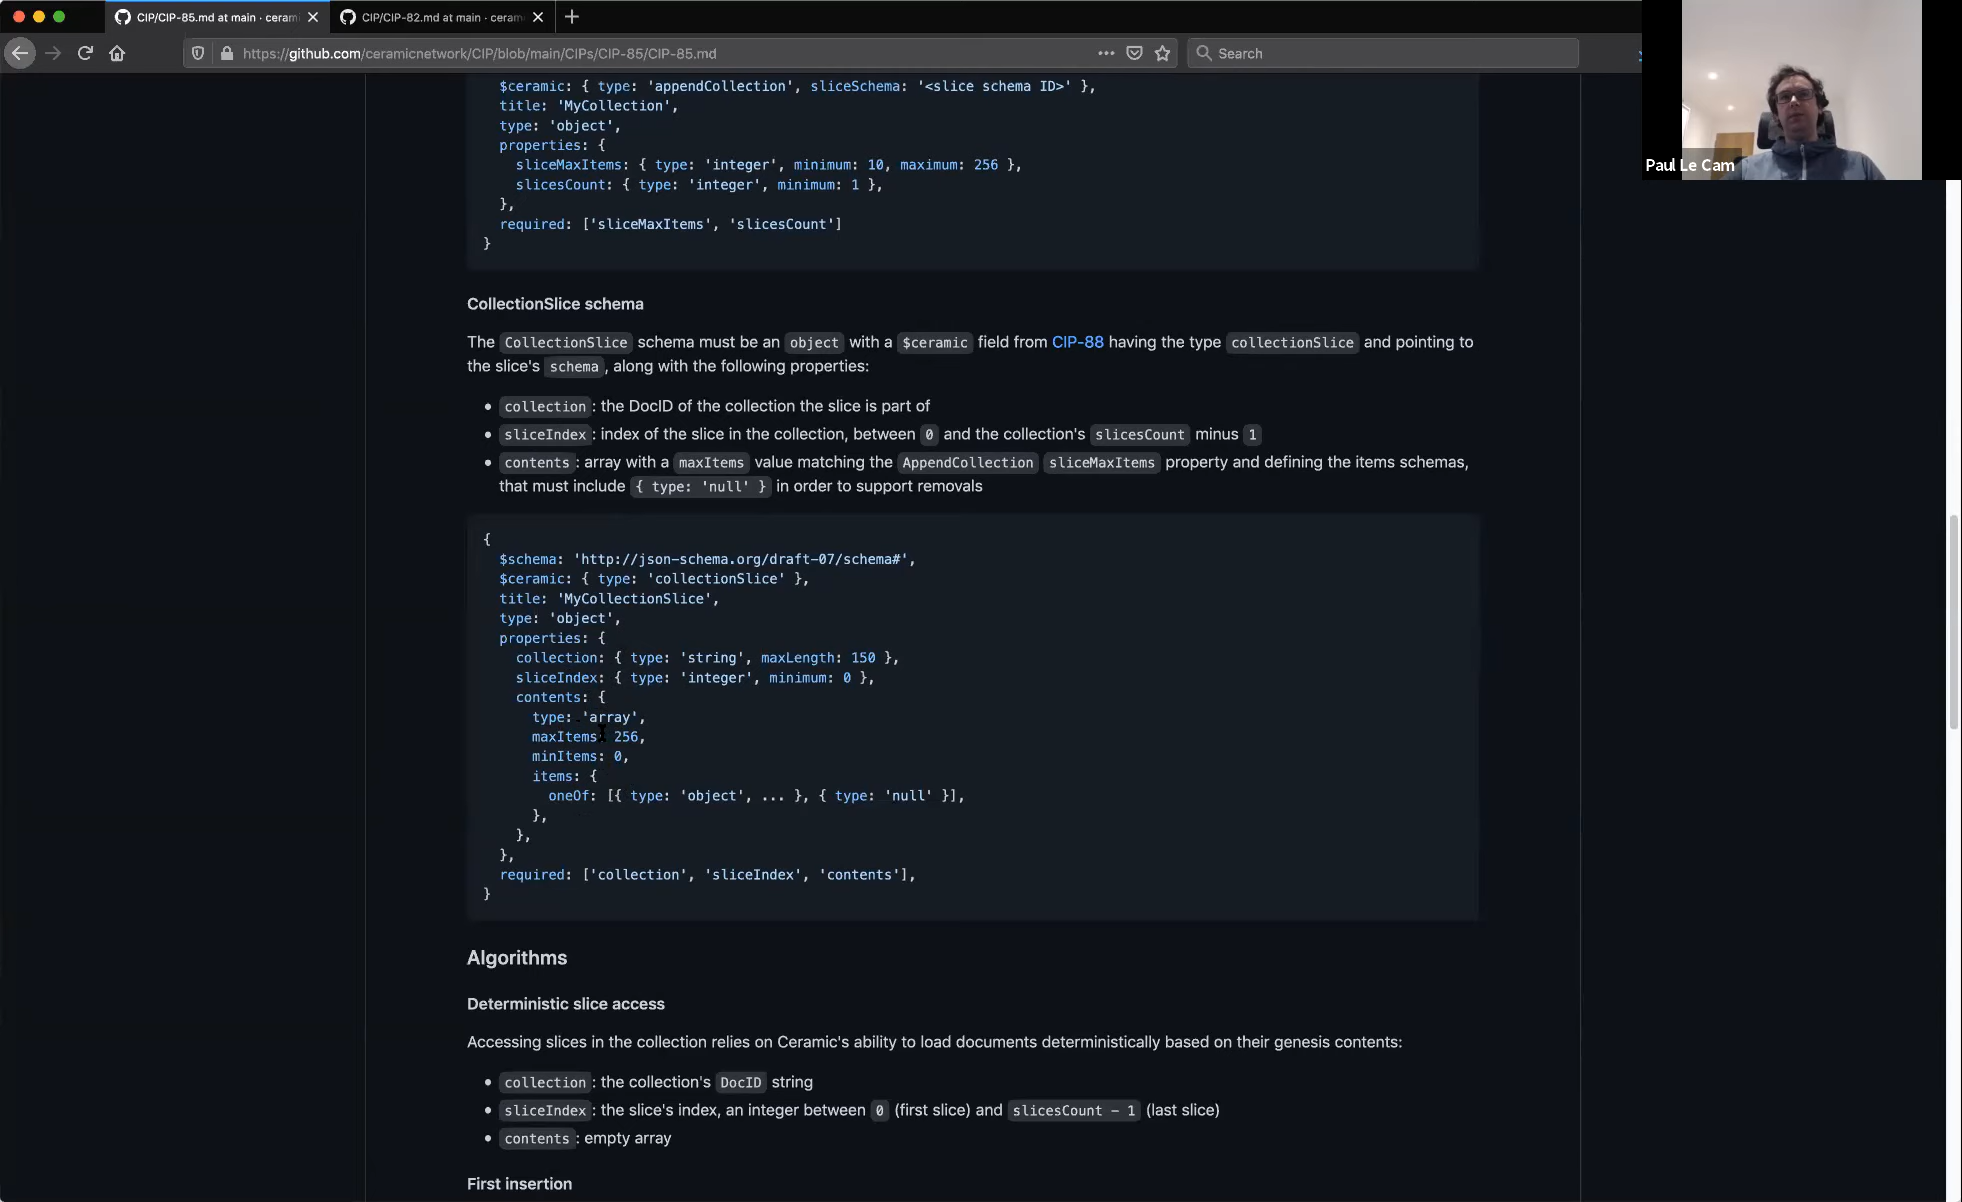 CIP/CIP-85.md at main · ceram
CIP/CIP-82.md at main · ceram
https://github.com/ceramicnetwork/CIP/blob/main/CIPs/CIP-85/CIP-85.md
Search
Paul Le Cam
$ceramic: { type: 'appendCollection', sliceSchema: '<slice schema ID>' },
title: 'MyCollection',
type: 'object',
properties: {
sliceMaxItems: { type: 'integer', minimum: 10, maximum: 256 },
slicesCount: { type: 'integer', minimum: 1 },
},
required: ['sliceMaxItems', 'slicesCount']
}
CollectionSlice schema
The CollectionSlice schema must be an object with a $ceramic field from CIP-88 having the type collectionSlice and pointing to
the slice's schema , along with the following properties:
• collection : the DocID of the collection the slice is part of
• sliceIndex : index of the slice in the collection, between 0 and the collection's slicesCount minus 1
• contents : array with a maxItems value matching the AppendCollection sliceMaxItems property and defining the items schemas,
that must include { type: 'null' } in order to support removals
{
$schema: 'http://json-schema.org/draft-07/schema#',
$ceramic: { type: 'collectionSlice' },
title: 'MyCollectionSlice',
type: 'object',
properties: {
collection: { type: 'string', maxLength: 150 },
sliceIndex: { type: 'integer', minimum: 0 },
contents: {
type: 'array',
maxItems: 256,
minItems: 0,
items: {
oneOf: [{ type: 'object', ... }, { type: 'null' }],
},
},
},
required: ['collection', 'sliceIndex', 'contents'],
}
Algorithms
Deterministic slice access
Accessing slices in the collection relies on Ceramic's ability to load documents deterministically based on their genesis contents:
• collection : the collection's DocID string
• sliceIndex : the slice's index, an integer between 0 (first slice) and slicesCount - 1 (last slice)
• contents : empty array
First insertion